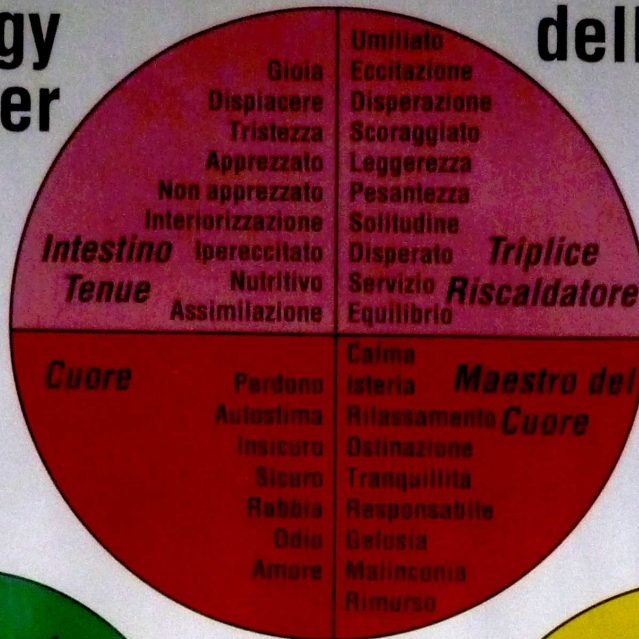 gy
er
dell
Gioia
Dispiacere
Tristezza
Apprezzato
Non apprezzato
Interiorizzazione
Ipereccitato
Nutritivo
Assimilazione
Intestino
Tenue
Umiliato
Eccitazione
Disperazione
Scoraggiato
Leggerezza
Pesantezza
Solitudine
Disperato
Servizio
Equilibrio
Triplice
Riscaldatore
Cuore
Perdono
Autostima
Insicuro
Sicuro
Rabbia
Odio
Amore
Calma
Isteria
Rilassamento
Ostinazione
Tranquillità
Responsabile
Gelosia
Malinconia
Rimorso
Maestro del
Cuore